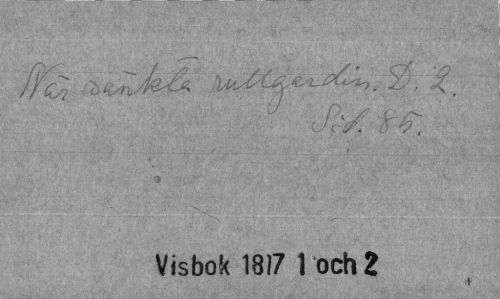 När sänkta rullgardin. D. 2.
Sid. 85.
Visbok 1817 1 och 2